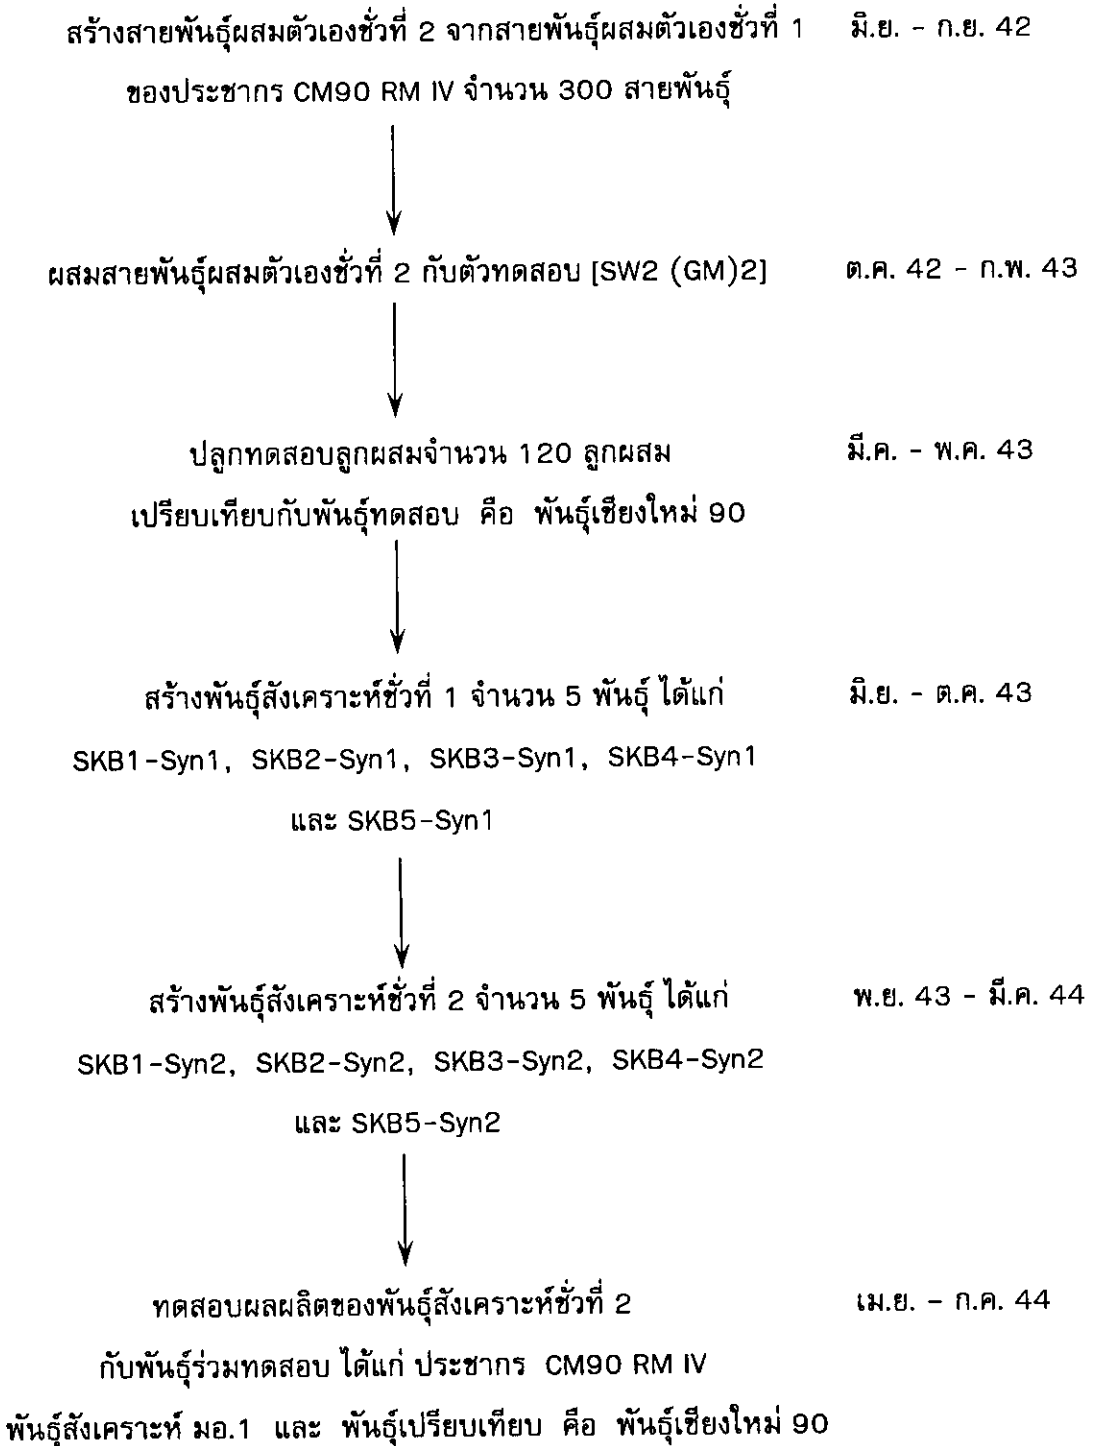 สร้างสายพันธุ์ผสมตัวเองชั่วที่ 2 จากสายพันธุ์ผสมตัวเองชั่วที่ 1 มิ.ย. - ก.ย. 42
ของประชากร CM90 RM IV จำนวน 300 สายพันธุ์
ผสมสายพันธุ์ผสมตัวเองชั่วที่ 2 กับตัวทดสอบ [SW2 (GM)2] ต.ค. 42 - ก.พ. 43
ปลูกทดสอบลูกผสมจำนวน 120 ลูกผสม มี.ค. - พ.ค. 43
เปรียบเทียบกับพันธุ์ทดสอบ คือ พันธุ์เชียงใหม่ 90
สร้างพันธุ์สังเคราะห์ชั่วที่ 1 จำนวน 5 พันธุ์ ได้แก่ มิ.ย. - ต.ค. 43
SKB1-Syn1, SKB2-Syn1, SKB3-Syn1, SKB4-Syn1
และ SKB5-Syn1
สร้างพันธุ์สังเคราะห์ชั่วที่ 2 จำนวน 5 พันธุ์ ได้แก่ พ.ย. 43 - มี.ค. 44
SKB1-Syn2, SKB2-Syn2, SKB3-Syn2, SKB4-Syn2
และ SKB5-Syn2
ทดสอบผลผลิตของพันธุ์สังเคราะห์ชั่วที่ 2 เม.ย. - ก.ค. 44
กับพันธุ์ร่วมทดสอบ ได้แก่ ประชากร CM90 RM IV
พันธุ์สังเคราะห์ มอ.1 และ พันธุ์เปรียบเทียบ คือ พันธุ์เชียงใหม่ 90